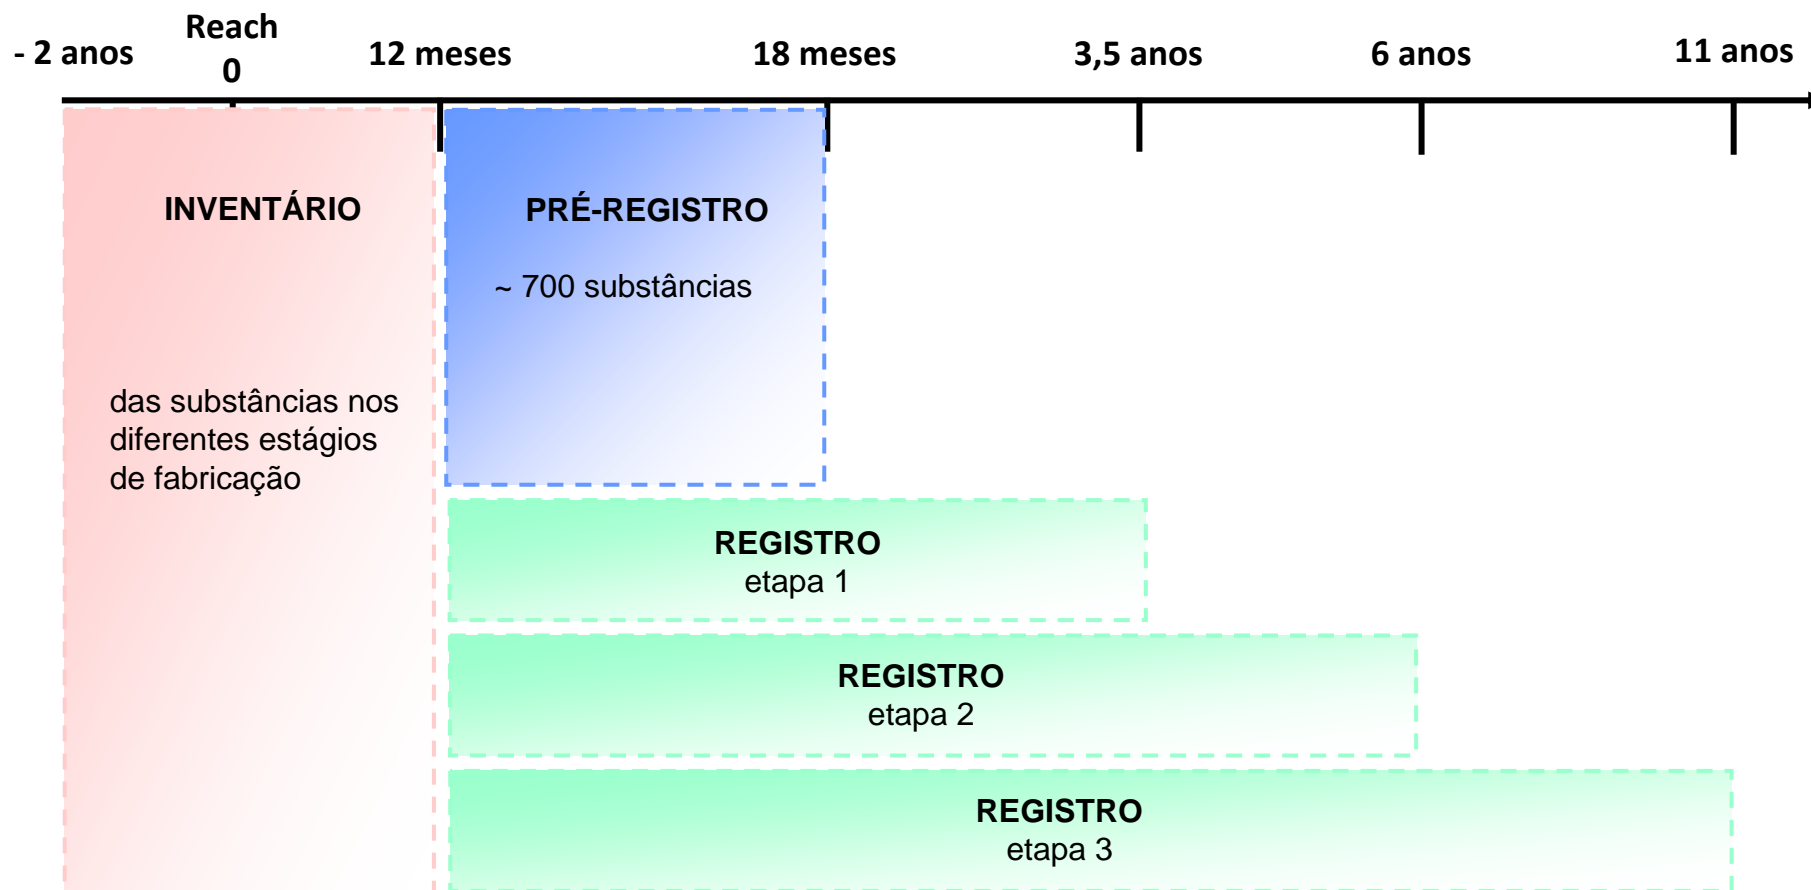 - 2 anos
Reach
0
12 meses
18 meses
3,5 anos
6 anos
11 anos
INVENTÁRIO
das substâncias nos
diferentes estágios
de fabricação
PRÉ-REGISTRO
~ 700 substâncias
REGISTRO
etapa 1
REGISTRO
etapa 2
REGISTRO
etapa 3